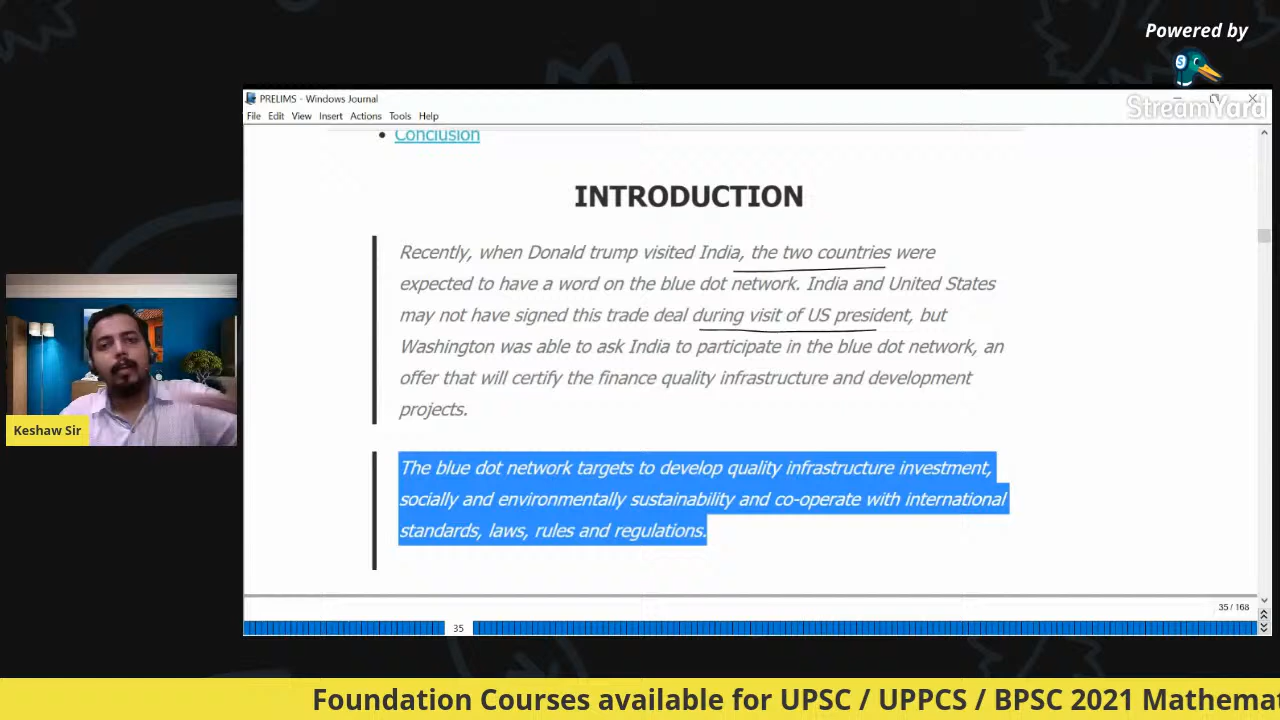 Powered by
StreamYard
PRELIMS - Windows Journal
File Edit View Insert Actions Tools Help
Conclusion
INTRODUCTION
Recently, when Donald trump visited India, the two countries were
expected to have a word on the blue dot network. India and United States
may not have signed this trade deal during visit of US president, but
Washington was able to ask India to participate in the blue dot network, an
offer that will certify the finance quality infrastructure and development
projects.
The blue dot network targets to develop quality infrastructure investment,
socially and environmentally sustainability and co-operate with international
standards, laws, rules and regulations.
Keshaw Sir
35 / 168
35
Foundation Courses available for UPSC / UPPCS / BPSC 2021 Mathema